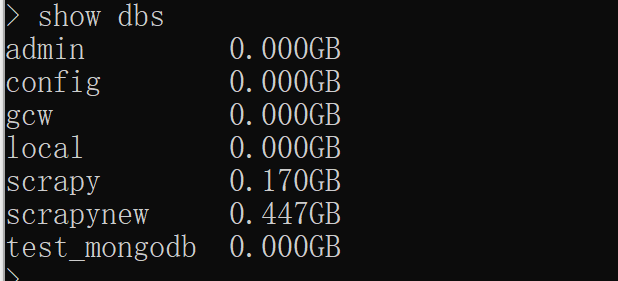 > show dbs
admin           0.000GB
config          0.000GB
gcw             0.000GB
local           0.000GB
scrapy          0.170GB
scrapynew       0.447GB
test_mongodb    0.000GB
>